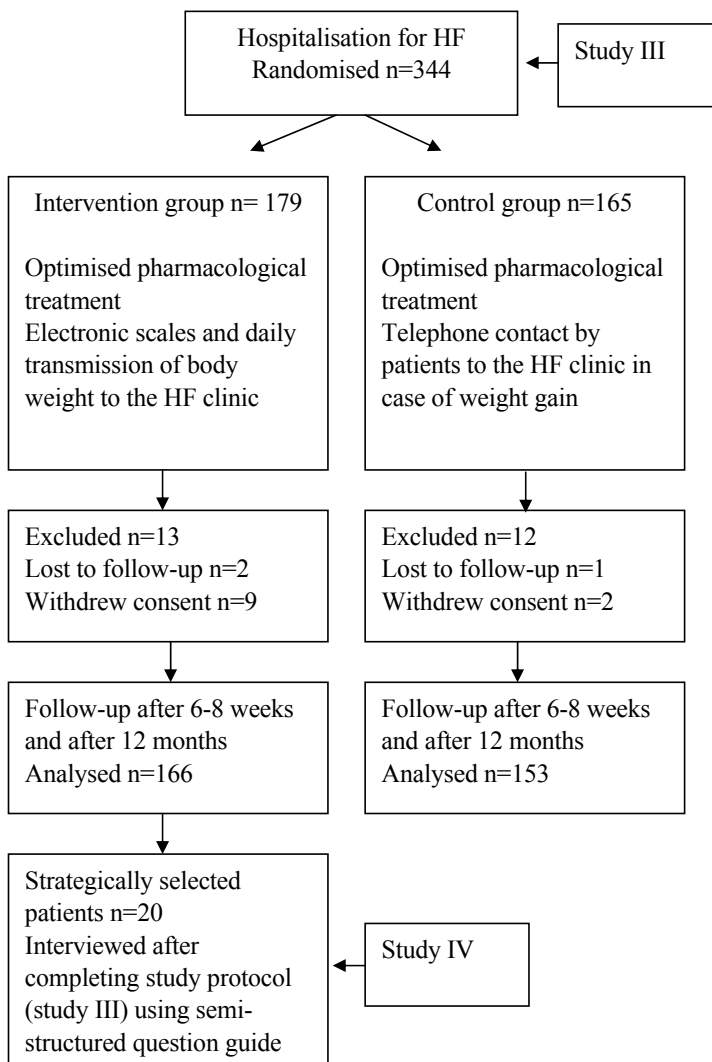 Hospitalisation for HF
Randomised n=344
Study III
Intervention group n= 179
Optimised pharmacological
treatment
Electronic scales and daily
transmission of body
weight to the HF clinic
Control group n=165
Optimised pharmacological
treatment
Telephone contact by
patients to the HF clinic in
case of weight gain
Excluded n=13
Lost to follow-up n=2
Withdrew consent n=9
Excluded n=12
Lost to follow-up n=1
Withdrew consent n=2
Follow-up after 6-8 weeks
and after 12 months
Analysed n=166
Follow-up after 6-8 weeks
and after 12 months
Analysed n=153
Strategically selected
patients n=20
Interviewed after
completing study protocol
(study III) using semi-
structured question guide
Study IV